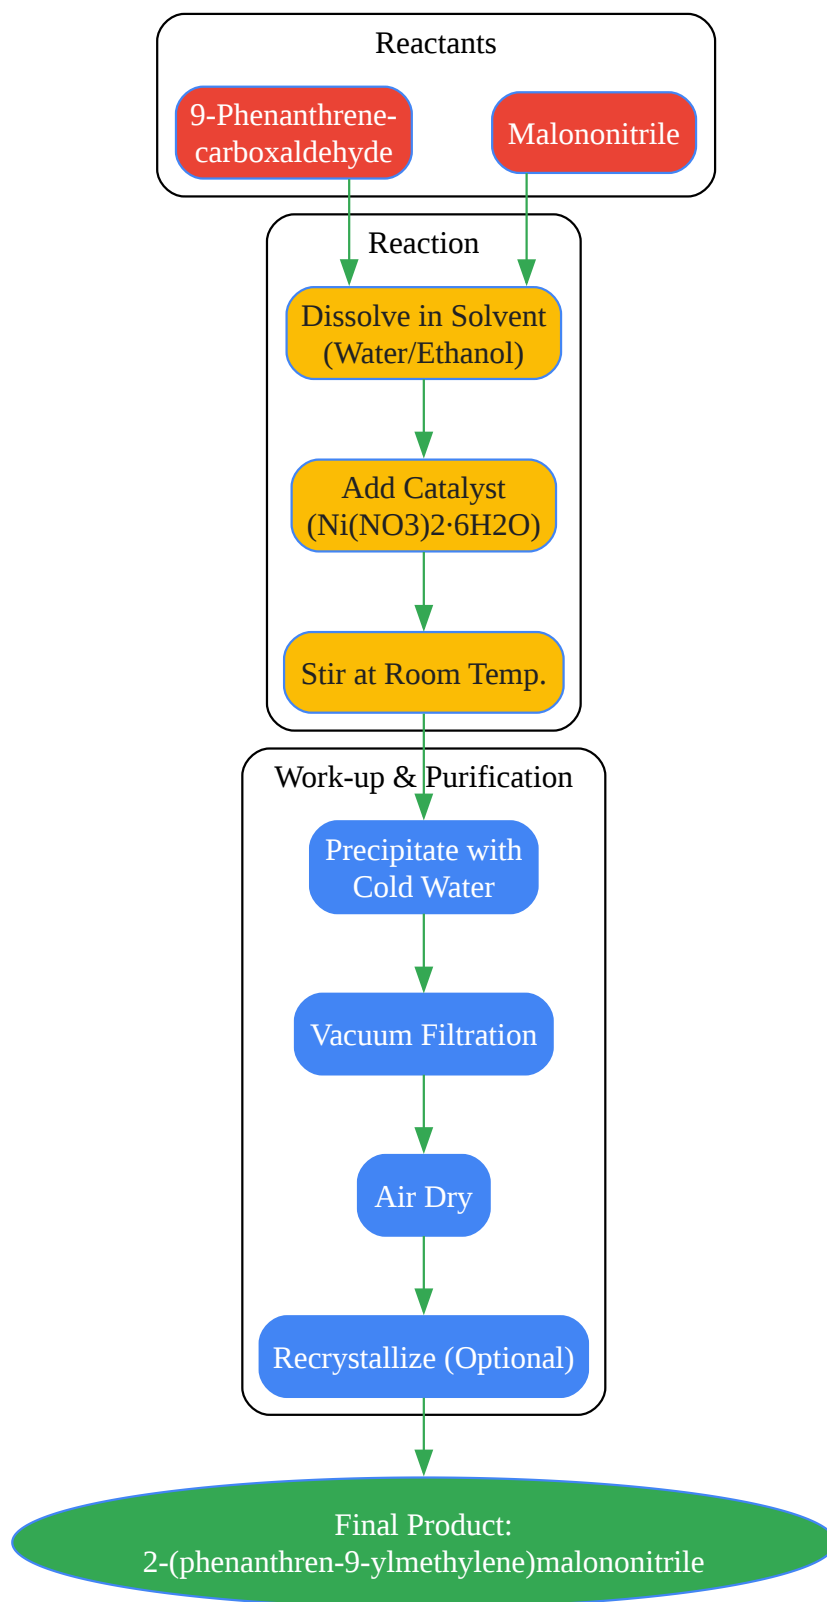 Reactants
9-Phenanthrene-
carboxaldehyde
Malononitrile
Reaction
Dissolve in Solvent
(Water/Ethanol)
Add Catalyst
(Ni(NO3)2·6H2O)
Stir at Room Temp.
Work-up & Purification
Precipitate with
Cold Water
Vacuum Filtration
Air Dry
Recrystallize (Optional)
Final Product:
2-(phenanthren-9-ylmethylene)malononitrile